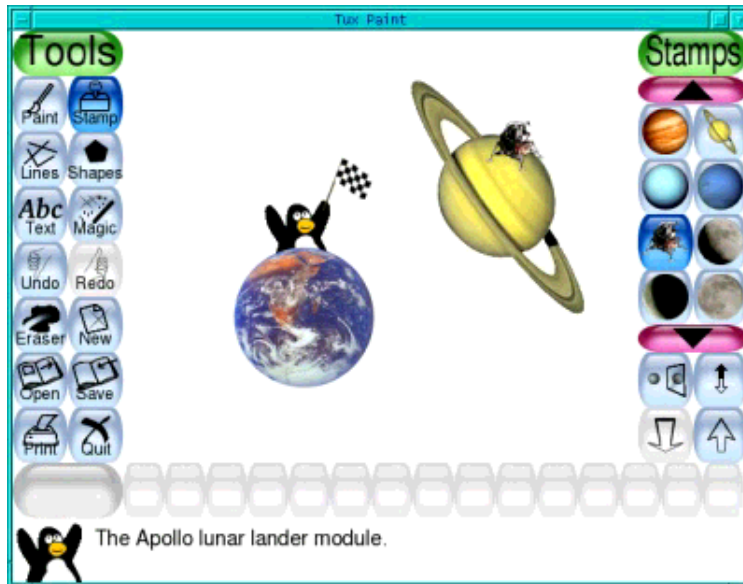 Tux Paint
Tools
Stamps
Paint
Stamp
Lines
Shapes
Abc
Text
Magic
Undo
Redo
Eraser
New
Open
Save
Print
Quit
The Apollo lunar lander module.